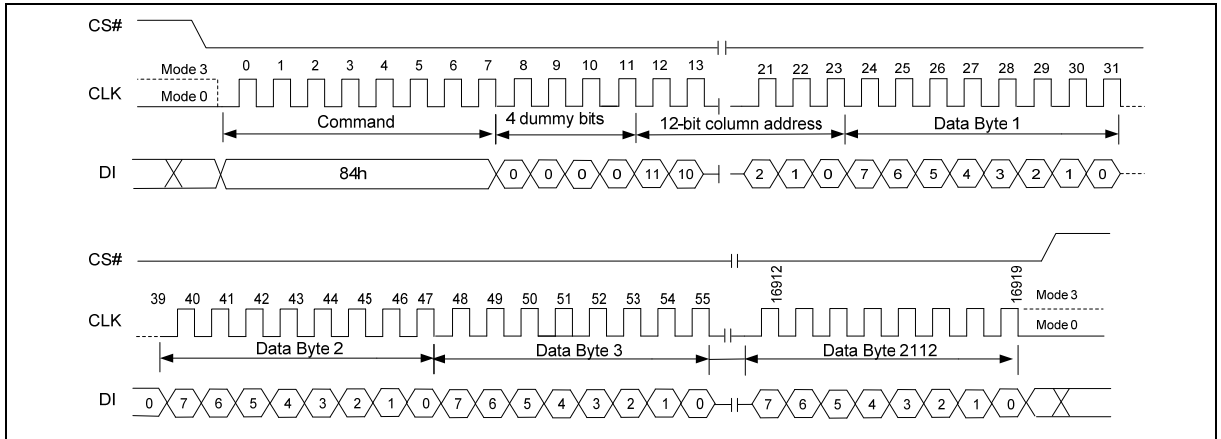 CS#
Mode 3
0 1 2 3 4 5 6 7 8 9 10 11 12 13 21 22 23 24 25 26 27 28 29 30 31
CLK
Mode 0
Command 4 dummy bits 12-bit column address Data Byte 1
DI 84h 0 0 0 0 11 10 2 1 0 7 6 5 4 3 2 1 0
CS#
39 40 41 42 43 44 45 46 47 48 49 50 51 52 53 54 55 16912 16919
Mode 3
CLK
Mode 0
Data Byte 2 Data Byte 3 Data Byte 2112
DI 0 7 6 5 4 3 2 1 0 7 6 5 4 3 2 1 0 7 6 5 4 3 2 1 0